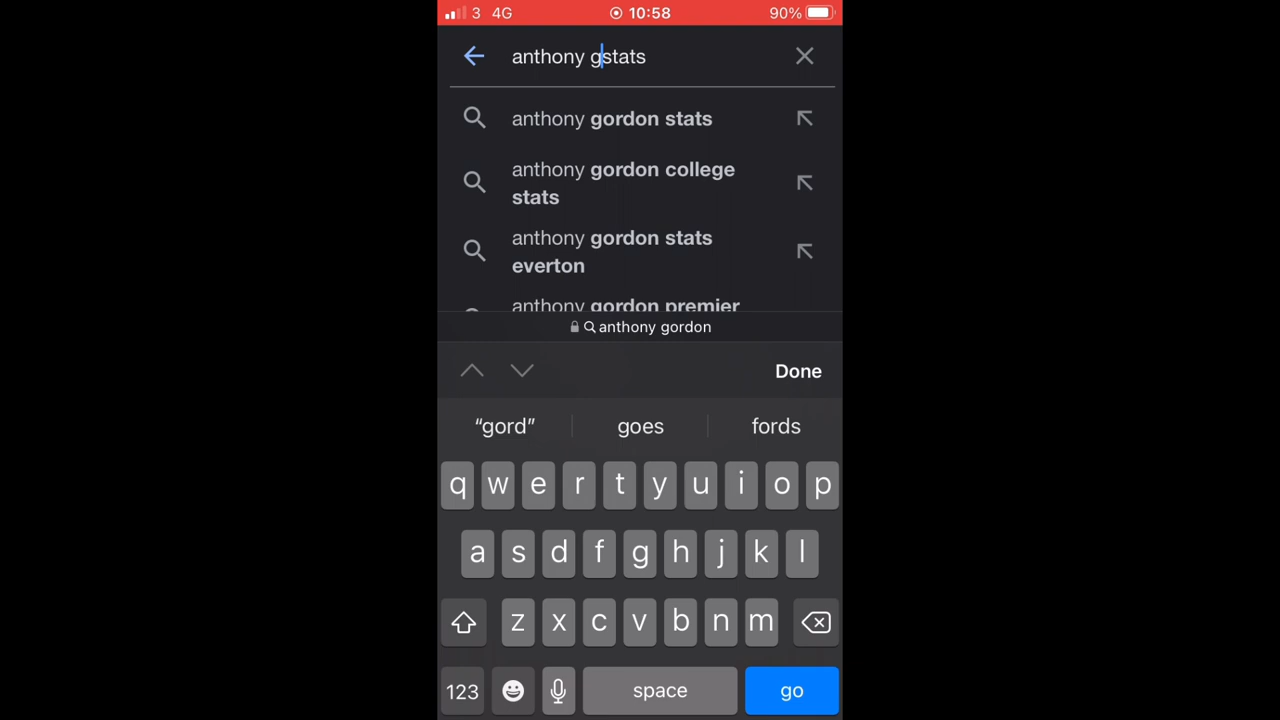 3 4G 10:58 90%
anthony gstats
anthony gordon stats
anthony gordon college
stats
anthony gordon stats
everton
anthony gordon premier
anthony gordon
Done
“gord” goes fords
q w e r t y u i o p
a s d f g h j k l
z x c v b n m
123 space go